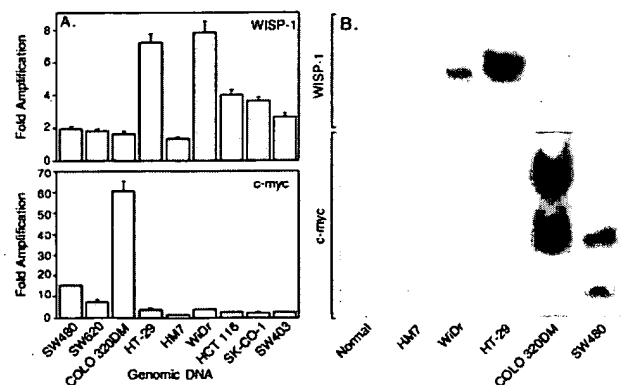 A.
WISP-1
Fold Amplification
8
6
4
2
0
c-myc
Fold Amplification
70
60
50
40
30
20
10
0
SW480
SW620
COLO 320DM
HT-29
HM7
WiDr
HCT 116
SK-CO-1
SW403
Genomic DNA
B.
WISP-1
c-myc
Normal
HM7
WiDr
HT-29
COLO 320DM
SW480